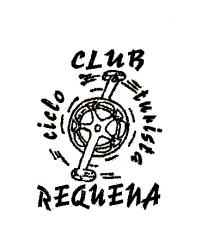 CLUB
ciclo
turista
REQUENA